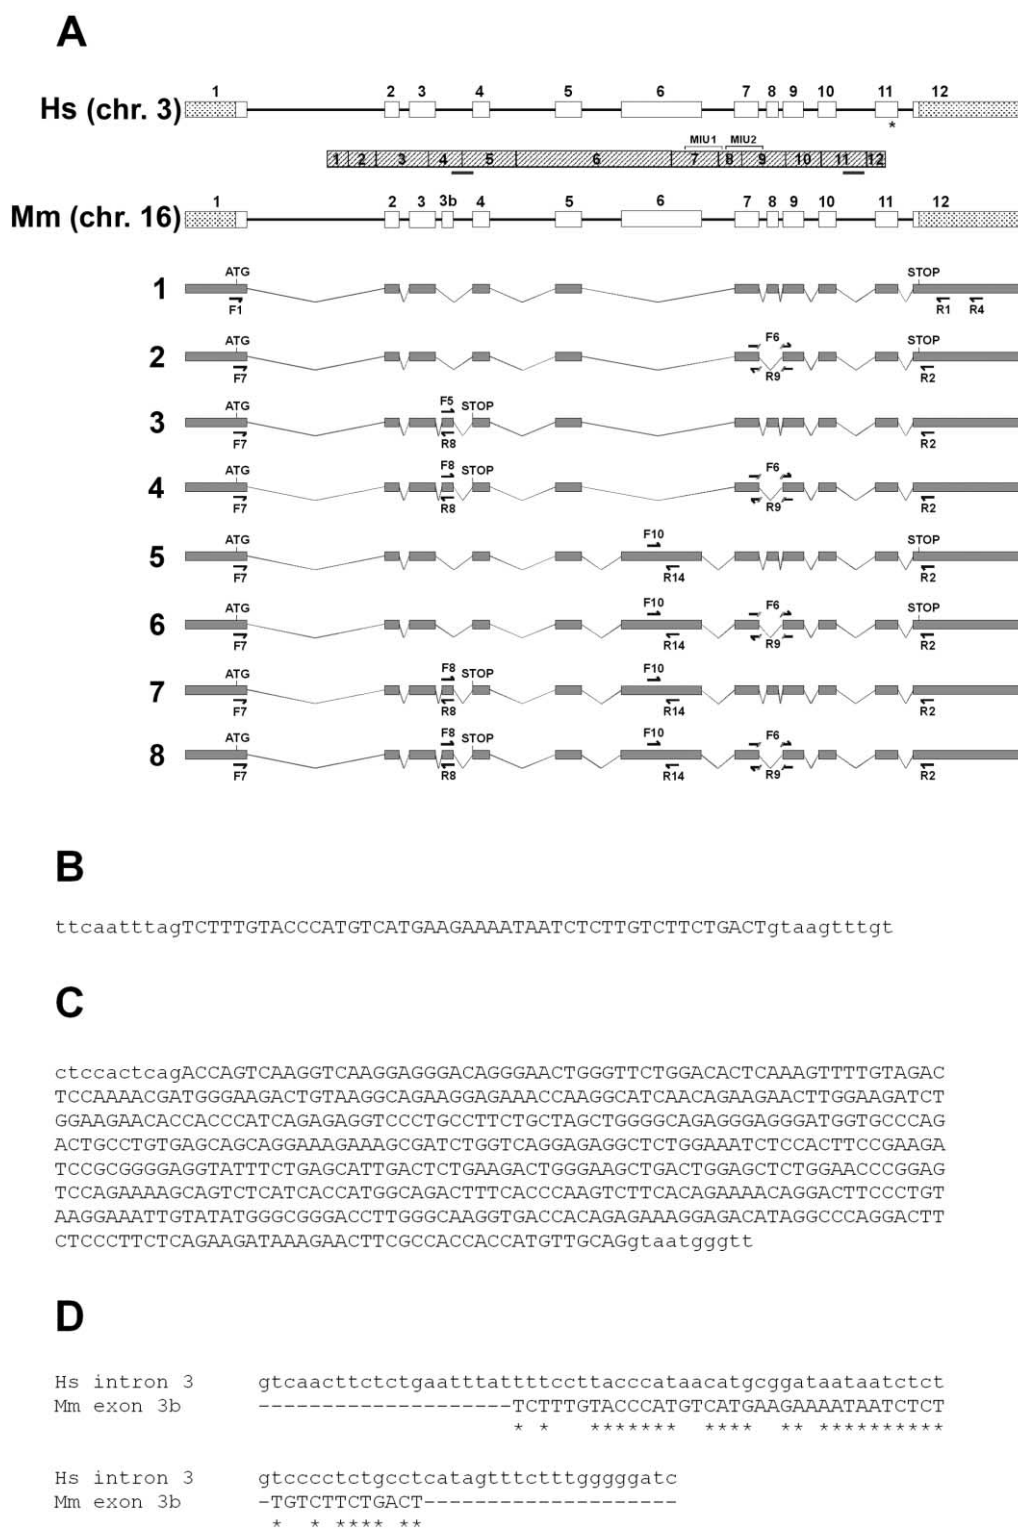 A
1 2 3 4 5 6 7 8 9 10 11 12
Hs (chr. 3)
*
MIU1 MIU2
1 2 3 4 5 6 7 8 9 10 11 12
1 2 3 3b 4 5 6 7 8 9 10 11 12
Mm (chr. 16)
ATG STOP
1
F1 R1 R4
ATG F6 STOP
2
F7 R9 R2
ATG F5 STOP
3
F7 R8 R2
ATG F8 STOP F6
4
F7 R8 R9 R2
ATG F10 STOP
5
F7 R14 R2
ATG F10 F6 STOP
6
F7 R14 R9 R2
ATG F8 STOP F10
7
F7 R8 R14 R2
ATG F8 STOP F10 F6
8
F7 R8 R14 R9 R2
B
ttcaatttagTCTTTGTACCCATGTCATGAAGAAAATAATCTCTTGTCTTCTGACTgtaagtttgt
C
ctccactcagACCAGTCAAGGTCAAGGAGGGACAGGGAACTGGGTTCTGGACACTCAAAGTTTTGTAGAC
TCCAAAACGATGGGAAGACTGTAAGGCAGAAGGAGAAACCAAGGCATCAACAGAAGAACTTGGAAGATCT
GGAAGAACACCACCCATCAGAGAGGTCCCTGCCTTCTGCTAGCTGGGGCAGAGGGAGGGATGGTGCCCAG
ACTGCCTGTGAGCAGCAGGAAAGAAAGCGATCTGGTCAGGAGAGGCTCTGGAAATCTCCACTTCCGAAGA
TCCGCGGGGAGGTATTTCTGAGCATTGACTCTGAAGACTGGGAAGCTGACTGGAGCTCTGGAACCCGGAG
TCCAGAAAAGCAGTCTCATCACCATGGCAGACTTTCACCCAAGTCTTCACAGAAAACAGGACTTCCCTGT
AAGGAAATTGTATATGGGCGGGACCTTGGGCAAGGTGACCACAGAGAAAGGAGACATAGGCCCAGGACTT
CTCCCTTCTCAGAAGATAAAGAACTTCGCCACCACCATGTTGCAGgtaatgggtt
D
Hs intron 3 gtcaacttctctgaatttattttccttacccataacatgcggataataatctct
Mm exon 3b --------------------TCTTTGTACCCATGTCATGAAGAAAATAATCTCT
* * ******* **** ** **********
Hs intron 3 gtcccctctgcctcatagtttctttgggggatc
Mm exon 3b -TGTCTTCTGACT--------------------
* * **** **